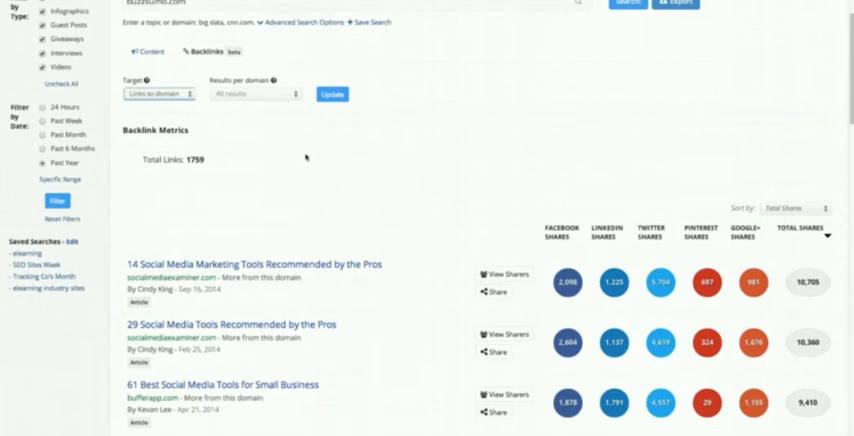 buzzsumo.com
Search!
Export
Enter a topic or domain: big data, cnn.com. Advanced Search Options + Save Search
by
Type:
Infographics
Guest Posts
Giveaways
Interviews
Videos
Uncheck All
Content
Backlinks beta
Target
Results per domain
Links to domain
All results
Update
Filter
by
Date:
24 Hours
Past Week
Past Month
Past 6 Months
Past Year
Specific Range
Filter
Reset Filters
Backlink Metrics
Total Links: 1759
Saved Searches - Edit
- elearning
- SEO Sites Week
- Tracking Co's Month
- elearning industry sites
Sort by: Total Shares
FACEBOOK SHARES
LINKEDIN SHARES
TWITTER SHARES
PINTEREST SHARES
GOOGLE+ SHARES
TOTAL SHARES
14 Social Media Marketing Tools Recommended by the Pros
socialmediaexaminer.com - More from this domain
By Cindy King - Sep 16, 2014
Article
View Sharers
Share
2,098
1,225
5,704
697
981
10,705
29 Social Media Tools Recommended by the Pros
socialmediaexaminer.com - More from this domain
By Cindy King - Feb 25, 2014
Article
View Sharers
Share
2,604
1,137
4,619
324
1,676
10,360
61 Best Social Media Tools for Small Business
bufferapp.com - More from this domain
By Kevan Lee - Apr 21, 2014
Article
View Sharers
Share
1,878
1,791
4,557
29
1,155
9,410